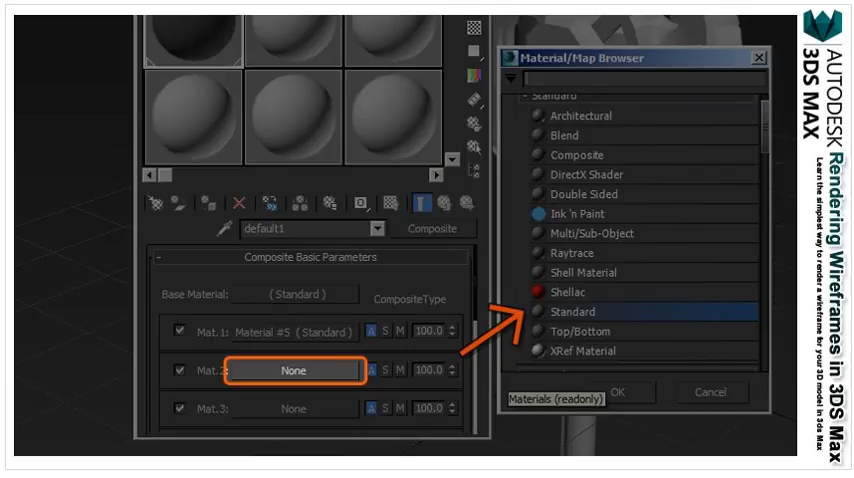 Material/Map Browser
- Standard
Architectural
Blend
Composite
DirectX Shader
Double Sided
Ink 'n Paint
Multi/Sub-Object
Raytrace
Shell Material
Shellac
Standard
Top/Bottom
XRef Material
Materials (readonly)
OK
Cancel
default1
Composite
- Composite Basic Parameters
Base Material: ( Standard )
CompositeType
Mat.1: Material #5 ( Standard ) A S M 100.0
Mat.2: None A S M 100.0
Mat.3: None A S M 100.0
AUTODESK
3DS MAX
Rendering Wireframes in 3DS Max
Learn the simplest way to render a wireframe for your 3D model in 3ds Max